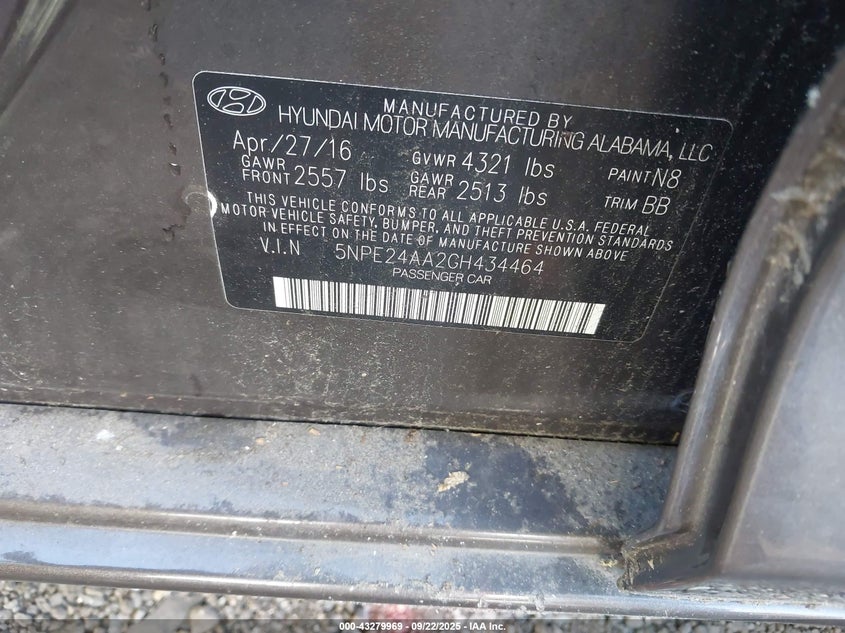 MANUFACTURED BY
HYUNDAI MOTOR MANUFACTURING ALABAMA, LLC
Apr/27/16 GVWR 4321 lbs PAINT N8
GAWR FRONT 2557 lbs GAWR REAR 2513 lbs TRIM BB
THIS VEHICLE CONFORMS TO ALL APPLICABLE U.S.A. FEDERAL
MOTOR VEHICLE SAFETY, BUMPER, AND THEFT PREVENTION STANDARDS
IN EFFECT ON THE DATE OF MANUFACTURE SHOWN ABOVE
V.I.N 5NPE24AA2GH434464
PASSENGER CAR
000-43279969 - 09/22/2025 - IAA Inc.